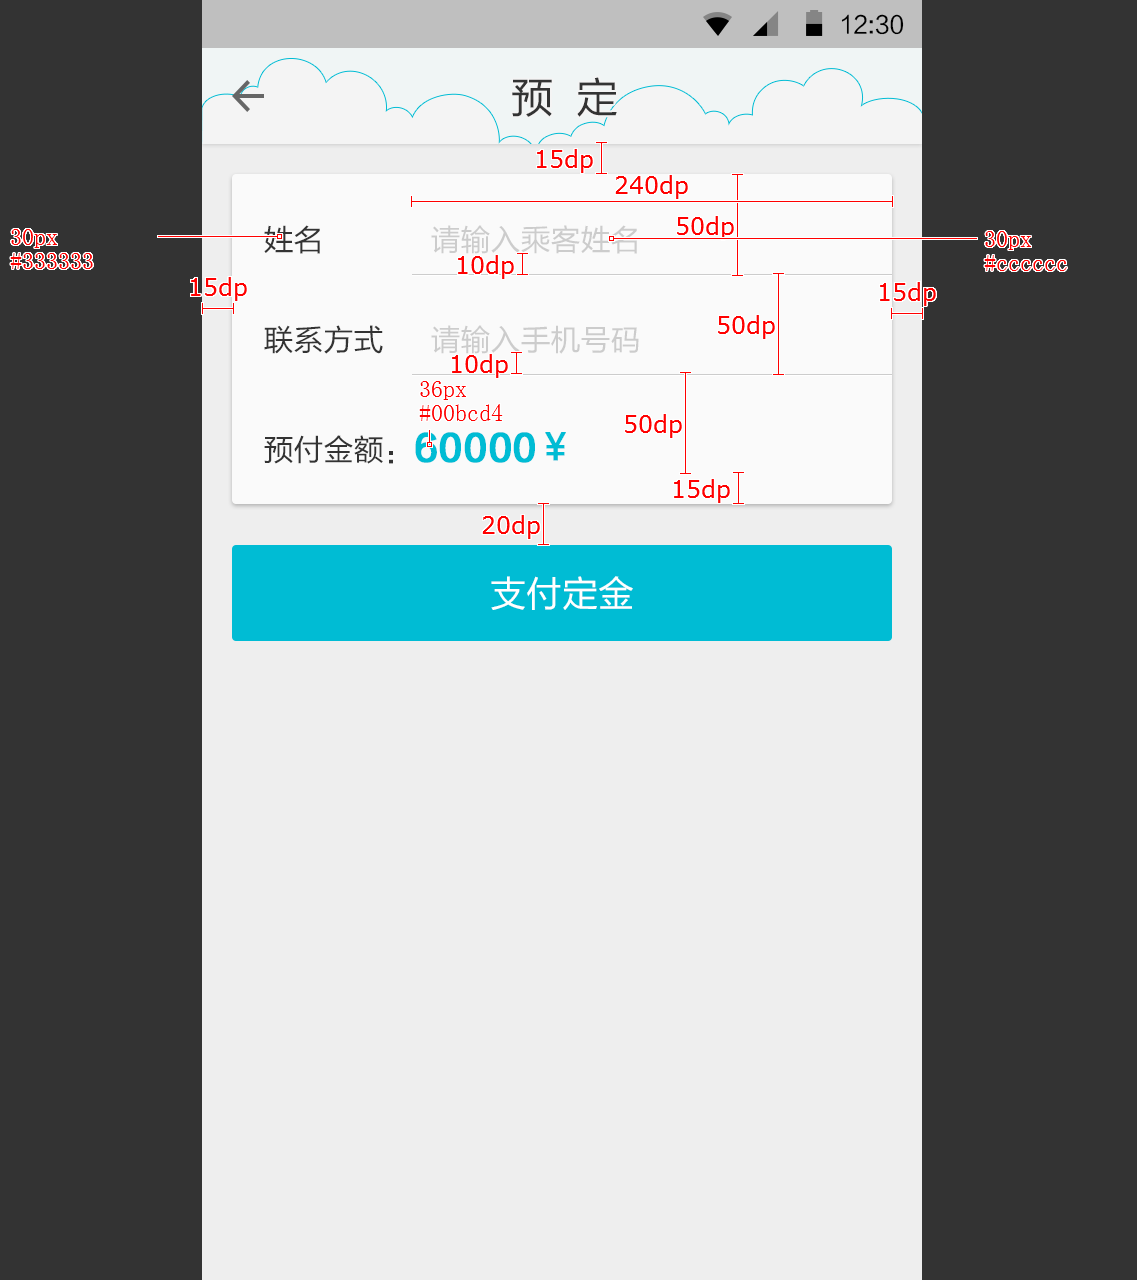 12:30
预 定
15dp
240dp
50dp
30px
#333333
姓名
请输入乘客姓名
30px
#cccccc
10dp
15dp
15dp
50dp
联系方式
请输入手机号码
10dp
36px
#00bcd4
50dp
预付金额：
60000¥
15dp
20dp
支付定金